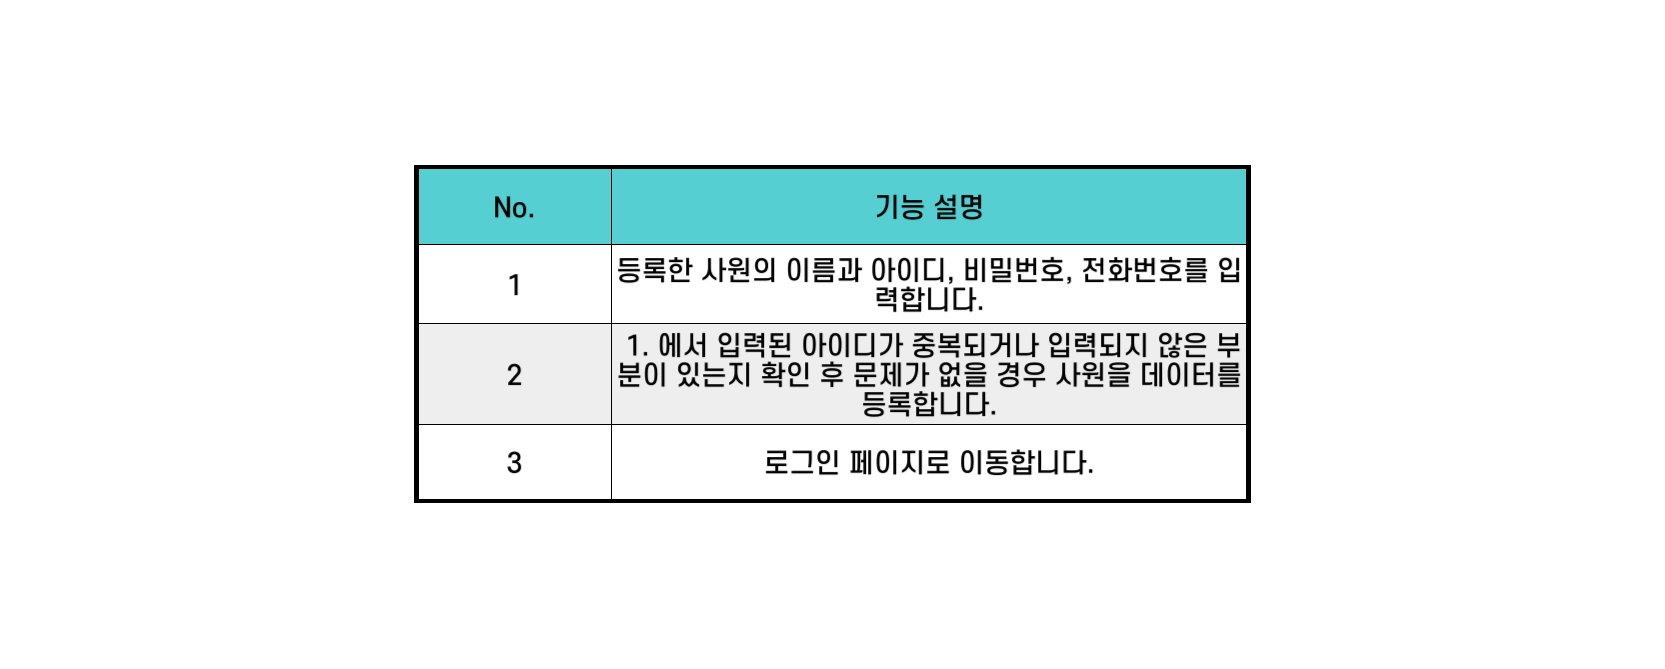 No.
기능 설명
1
등록한 사원의 이름과 아이디, 비밀번호, 전화번호를 입
력합니다.
2
1. 에서 입력된 아이디가 중복되거나 입력되지 않은 부
분이 있는지 확인 후 문제가 없을 경우 사원을 데이터를
등록합니다.
3
로그인 페이지로 이동합니다.